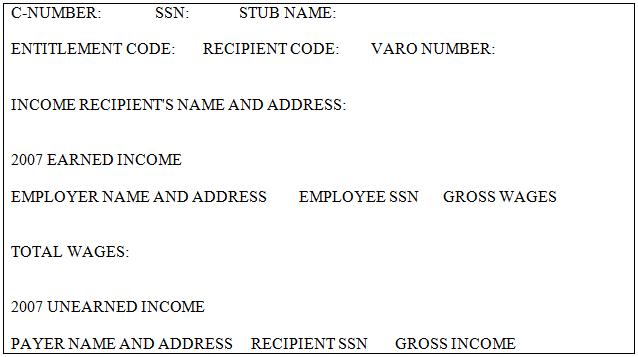 C-NUMBER: SSN: STUB NAME:
ENTITLEMENT CODE: RECIPIENT CODE: VARO NUMBER:
INCOME RECIPIENT'S NAME AND ADDRESS:
2007 EARNED INCOME
EMPLOYER NAME AND ADDRESS EMPLOYEE SSN GROSS WAGES
TOTAL WAGES:
2007 UNEARNED INCOME
PAYER NAME AND ADDRESS RECIPIENT SSN GROSS INCOME